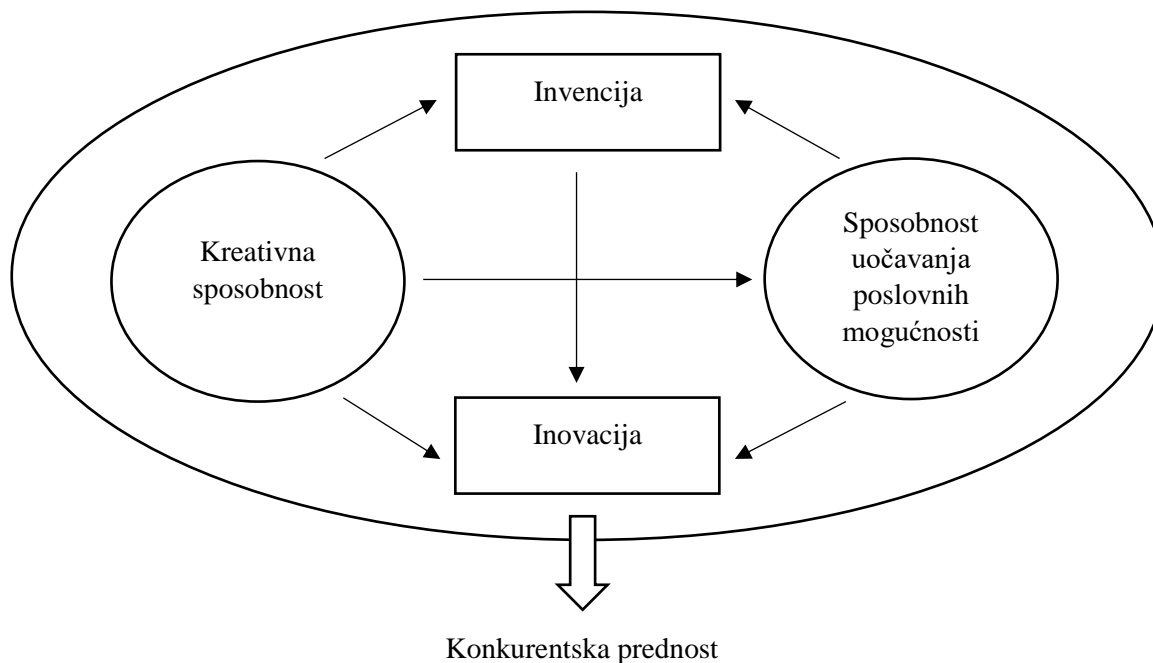 Invencija
Kreativna
sposobnost
Sposobnost
uočavanja
poslovnih
mogućnosti
Inovacija
Konkurentska prednost